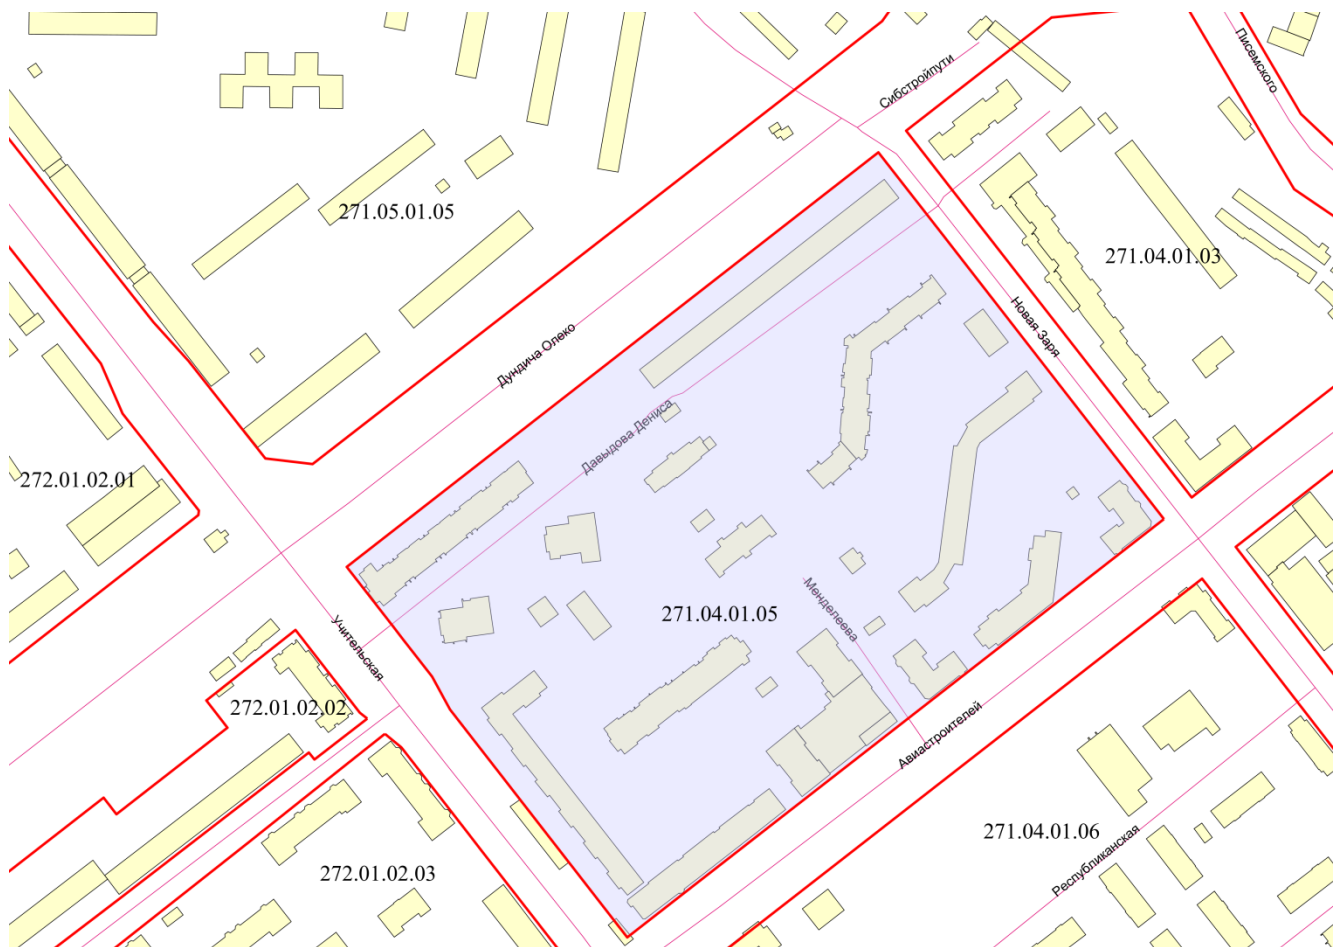 Писемского
Сибстройпути
271.05.01.05
271.04.01.03
Новая Заря
Дундича Олеко
Давыдова Дениса
272.01.02.01
Менделеева
271.04.01.05
Учительская
272.01.02.02
Авиастроителей
271.04.01.06
Республиканская
272.01.02.03